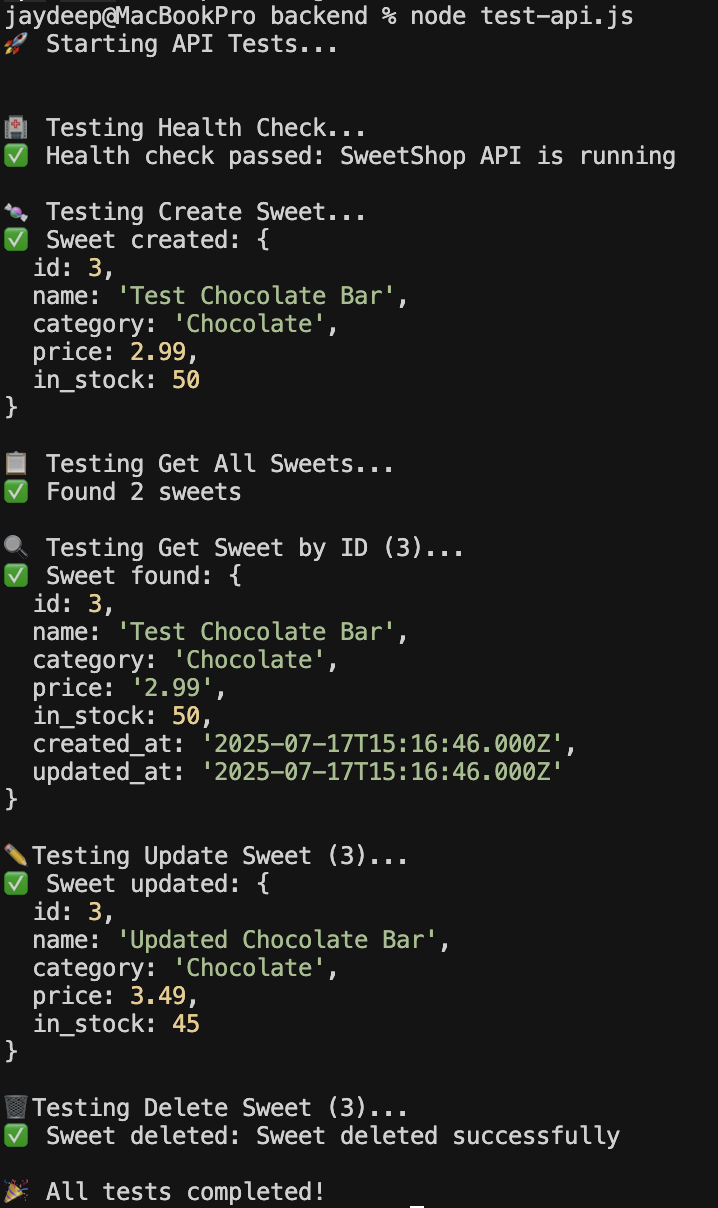 jaydeep@MacBookPro backend % node test-api.js
🚀 Starting API Tests...
🏥 Testing Health Check...
✅ Health check passed: SweetShop API is running
🍬 Testing Create Sweet...
✅ Sweet created: {
  id: 3,
  name: 'Test Chocolate Bar',
  category: 'Chocolate',
  price: 2.99,
  in_stock: 50
}
📋 Testing Get All Sweets...
✅ Found 2 sweets
🔍 Testing Get Sweet by ID (3)...
✅ Sweet found: {
  id: 3,
  name: 'Test Chocolate Bar',
  category: 'Chocolate',
  price: '2.99',
  in_stock: 50,
  created_at: '2025-07-17T15:16:46.000Z',
  updated_at: '2025-07-17T15:16:46.000Z'
}
✏️Testing Update Sweet (3)...
✅ Sweet updated: {
  id: 3,
  name: 'Updated Chocolate Bar',
  category: 'Chocolate',
  price: 3.49,
  in_stock: 45
}
🗑️Testing Delete Sweet (3)...
✅ Sweet deleted: Sweet deleted successfully
🎉 All tests completed!